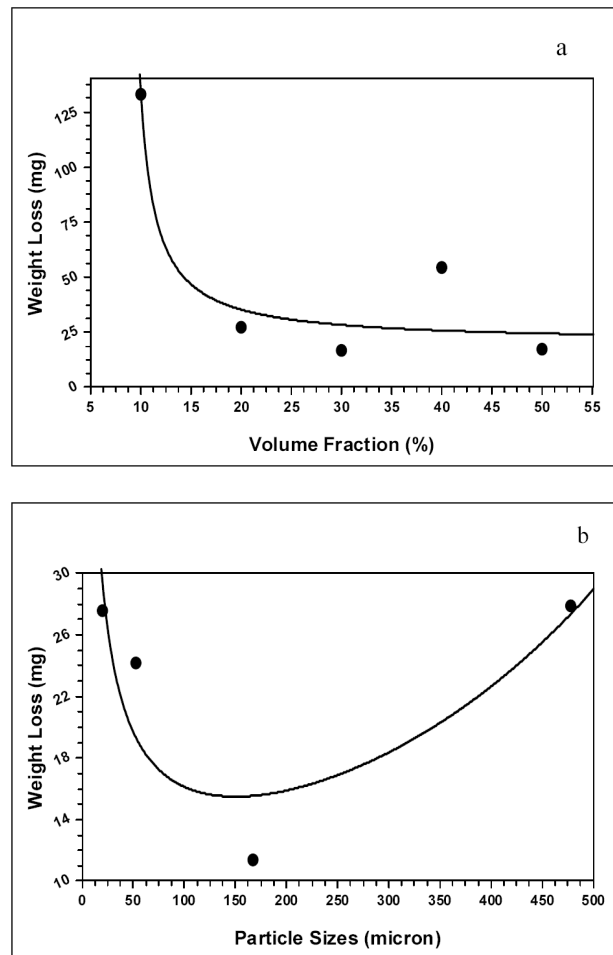 a
Weight Loss (mg)
125
100
75
50
25
0
5 10 15 20 25 30 35 40 45 50 55
Volume Fraction (%)
b
Weight Loss (mg)
30
26
22
18
14
10
0 50 100 150 200 250 300 350 400 450 500
Particle Sizes (micron)